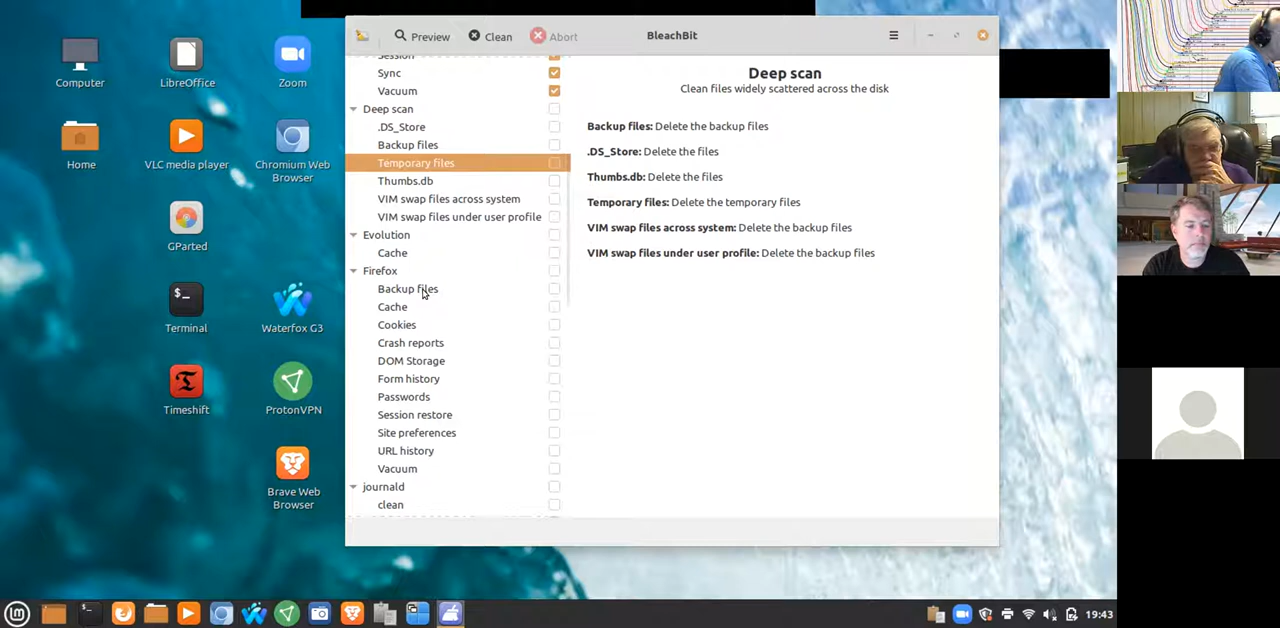 Computer
LibreOffice
Zoom
Home
VLC media player
Chromium Web
Browser
GParted
Terminal
Waterfox G3
Timeshift
ProtonVPN
Brave Web
Browser
Preview
Clean
Abort
BleachBit
Session
Sync
Vacuum
Deep scan
.DS_Store
Backup files
Temporary files
Thumbs.db
VIM swap files across system
VIM swap files under user profile
Evolution
Cache
Firefox
Backup files
Cache
Cookies
Crash reports
DOM Storage
Form history
Passwords
Session restore
Site preferences
URL history
Vacuum
journald
clean
Deep scan
Clean files widely scattered across the disk
Backup files: Delete the backup files
.DS_Store: Delete the files
Thumbs.db: Delete the files
Temporary files: Delete the temporary files
VIM swap files across system: Delete the backup files
VIM swap files under user profile: Delete the backup files
19:43